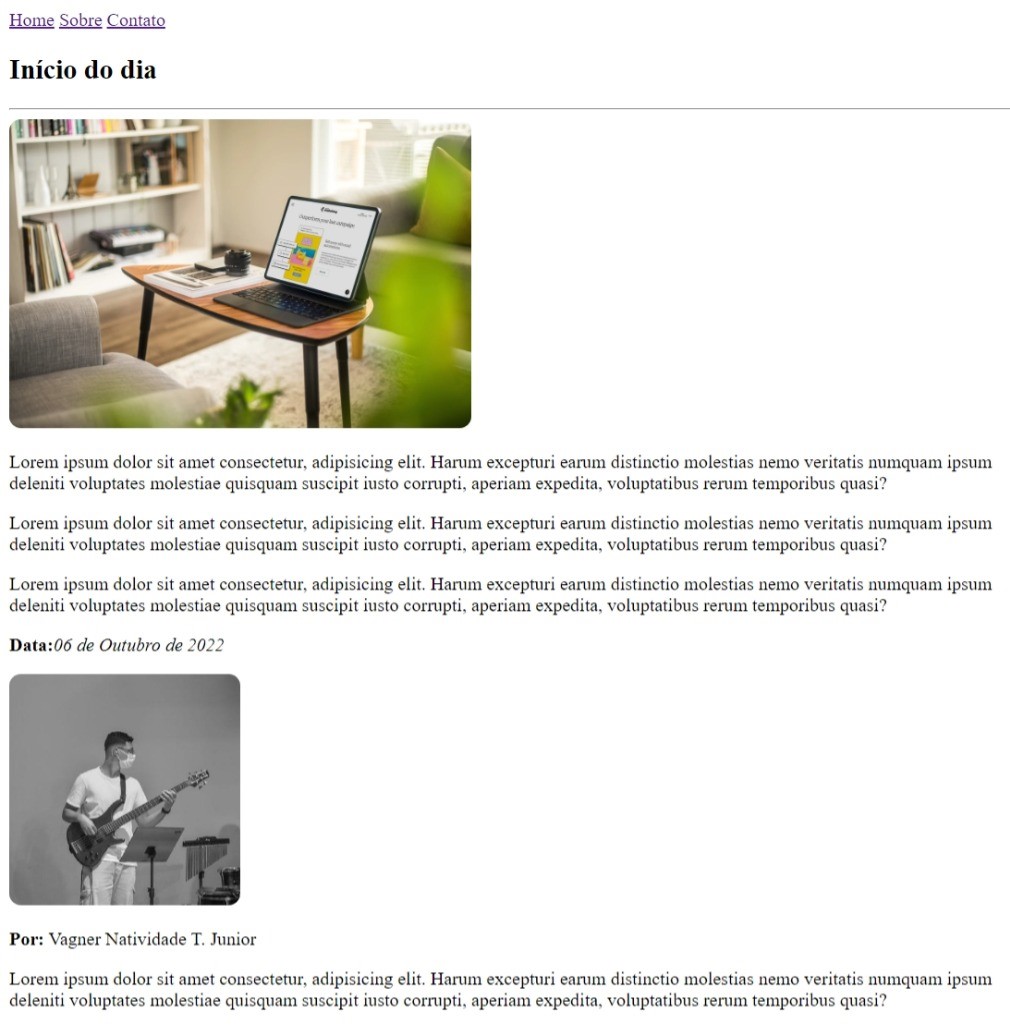 Home Sobre Contato
Início do dia
Lorem ipsum dolor sit amet consectetur, adipisicing elit. Harum excepturi earum distinctio molestias nemo veritatis numquam ipsum
deleniti voluptates molestiae quisquam suscipit iusto corrupti, aperiam expedita, voluptatibus rerum temporibus quasi?
Lorem ipsum dolor sit amet consectetur, adipisicing elit. Harum excepturi earum distinctio molestias nemo veritatis numquam ipsum
deleniti voluptates molestiae quisquam suscipit iusto corrupti, aperiam expedita, voluptatibus rerum temporibus quasi?
Lorem ipsum dolor sit amet consectetur, adipisicing elit. Harum excepturi earum distinctio molestias nemo veritatis numquam ipsum
deleniti voluptates molestiae quisquam suscipit iusto corrupti, aperiam expedita, voluptatibus rerum temporibus quasi?
Data:06 de Outubro de 2022
Por: Vagner Natividade T. Junior
Lorem ipsum dolor sit amet consectetur, adipisicing elit. Harum excepturi earum distinctio molestias nemo veritatis numquam ipsum
deleniti voluptates molestiae quisquam suscipit iusto corrupti, aperiam expedita, voluptatibus rerum temporibus quasi?